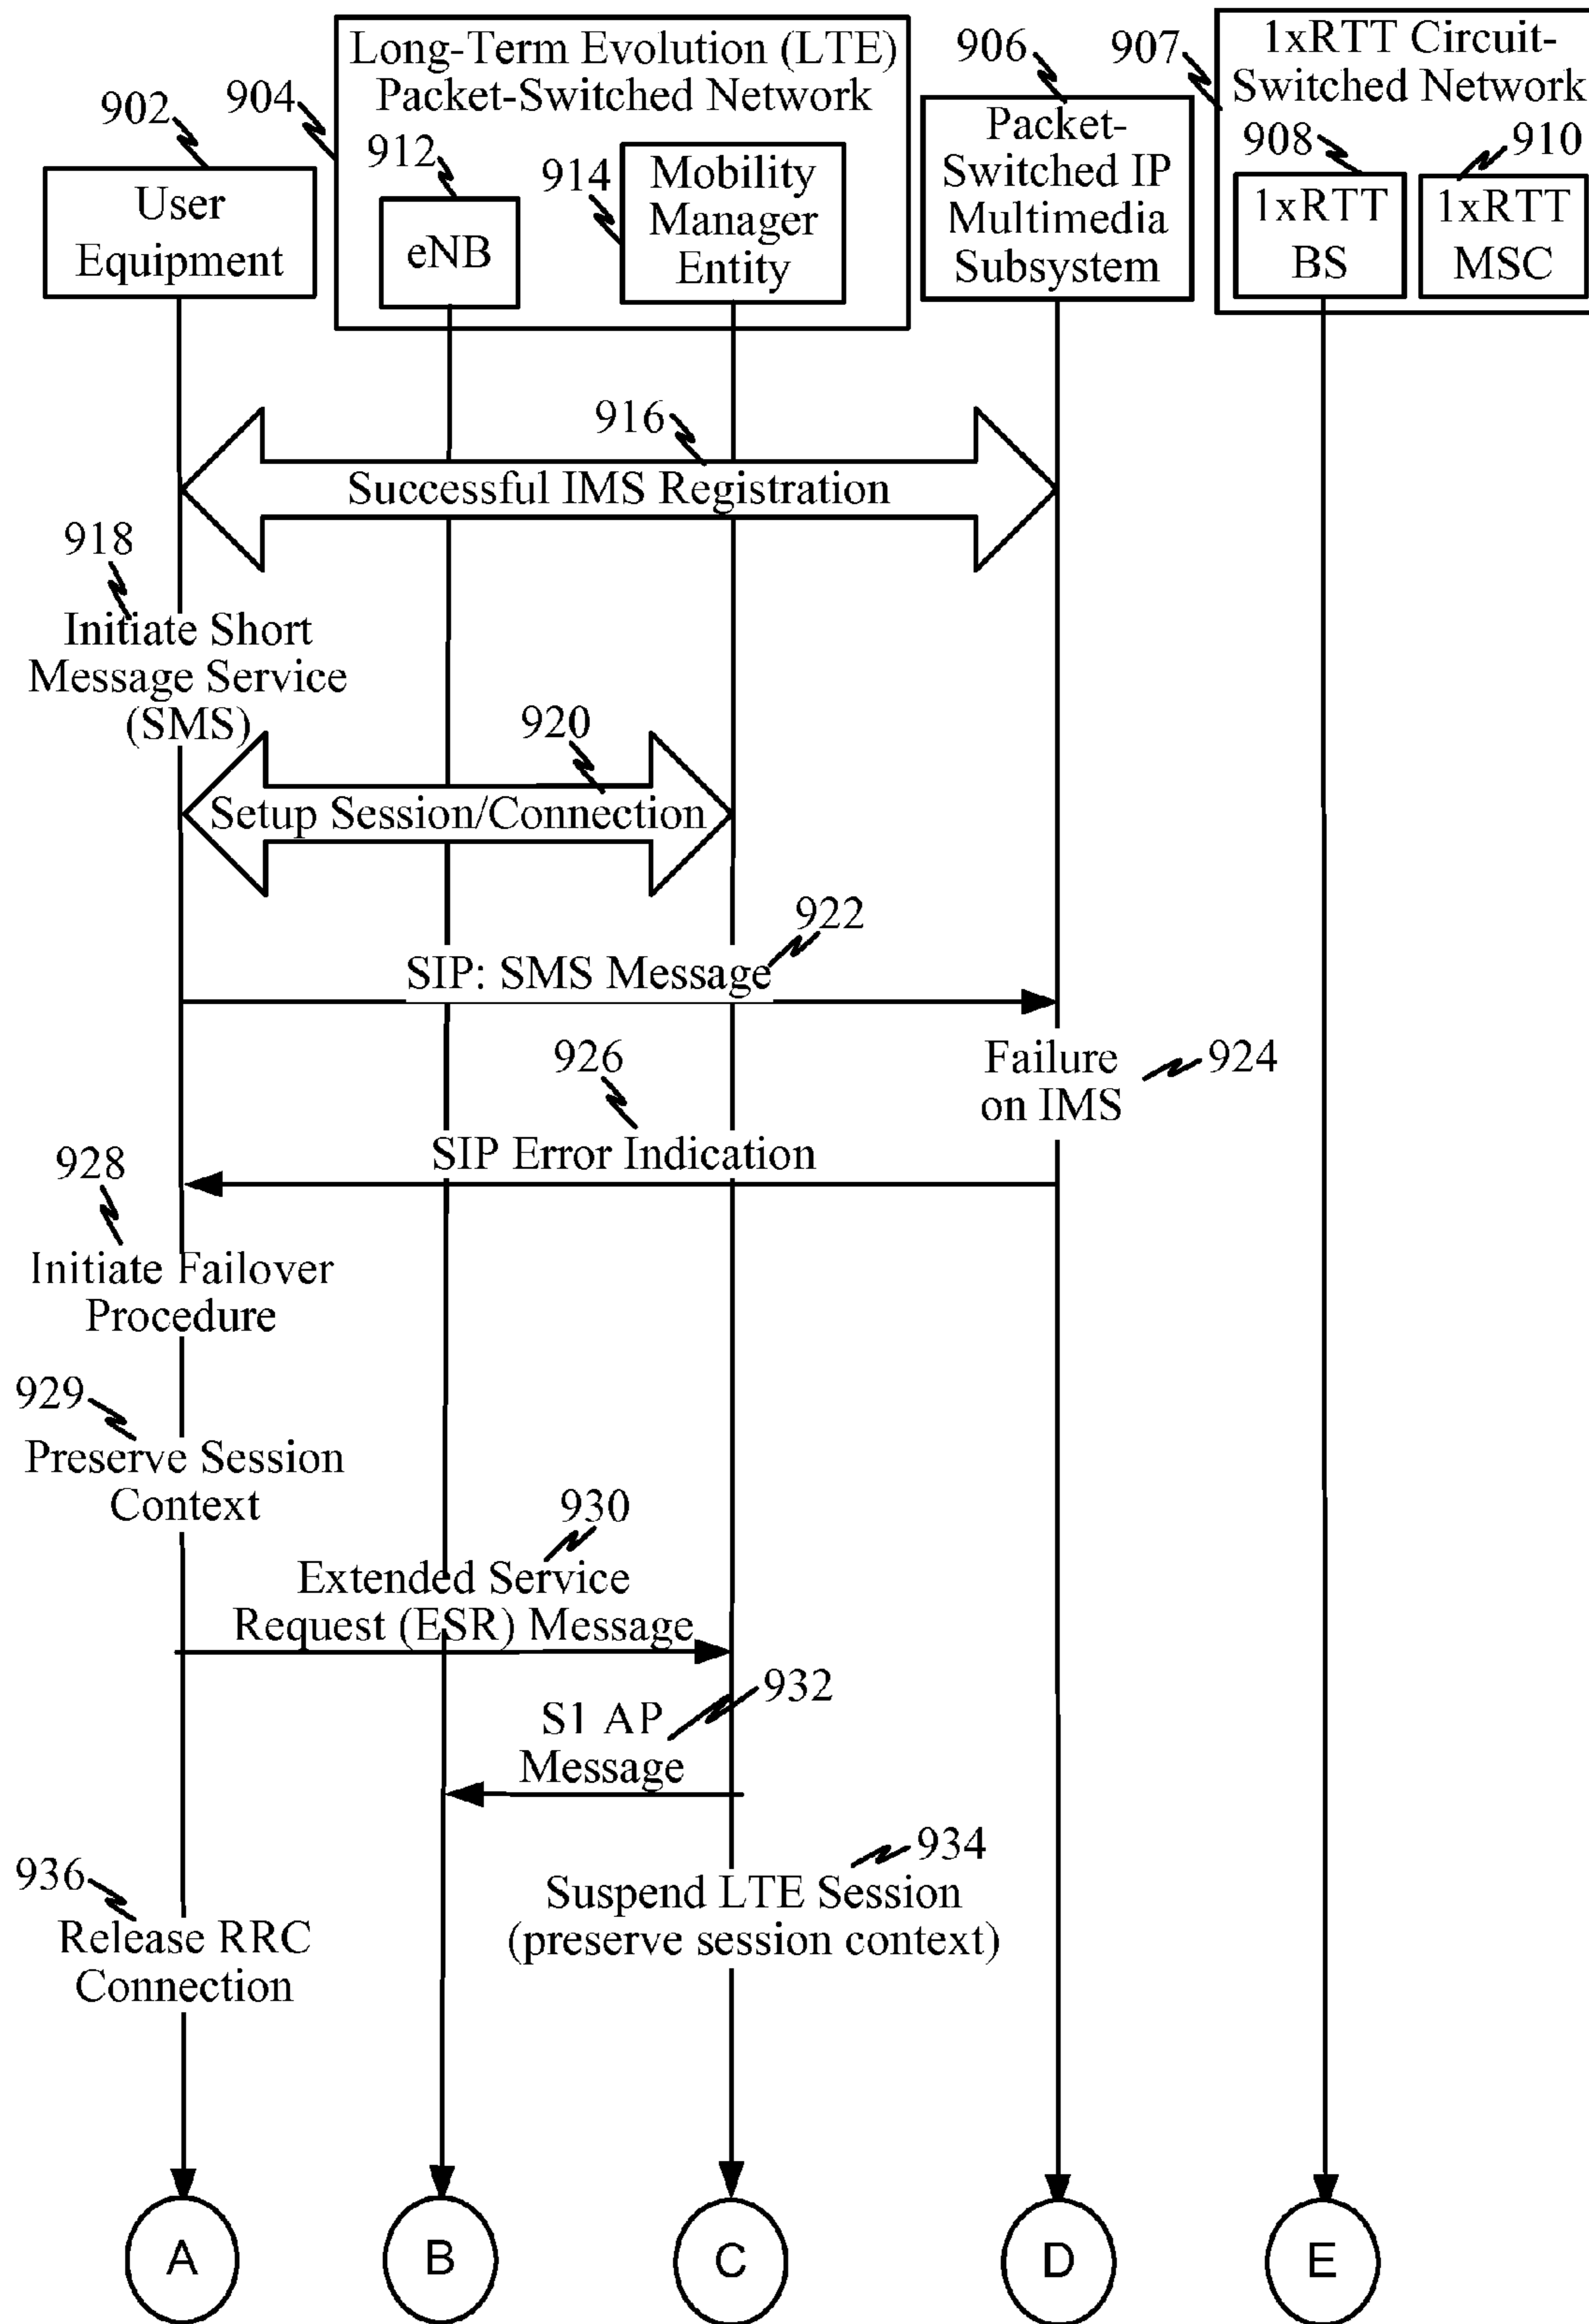 Long-Term Evolution (LTE)
Packet-Switched Network
906
907
1xRTT Circuit-
Switched Network
902
904
912
914
908
910
User
Equipment
eNB
Mobility
Manager
Entity
Packet-
Switched IP
Multimedia
Subsystem
1xRTT
BS
1xRTT
MSC
916
Successful IMS Registration
918
Initiate Short
Message Service
(SMS)
920
Setup Session/Connection
922
SIP: SMS Message
Failure
on IMS
924
926
SIP Error Indication
928
Initiate Failover
Procedure
929
Preserve Session
Context
930
Extended Service
Request (ESR) Message
932
S1 AP
Message
934
Suspend LTE Session
(preserve session context)
936
Release RRC
Connection
A
B
C
D
E